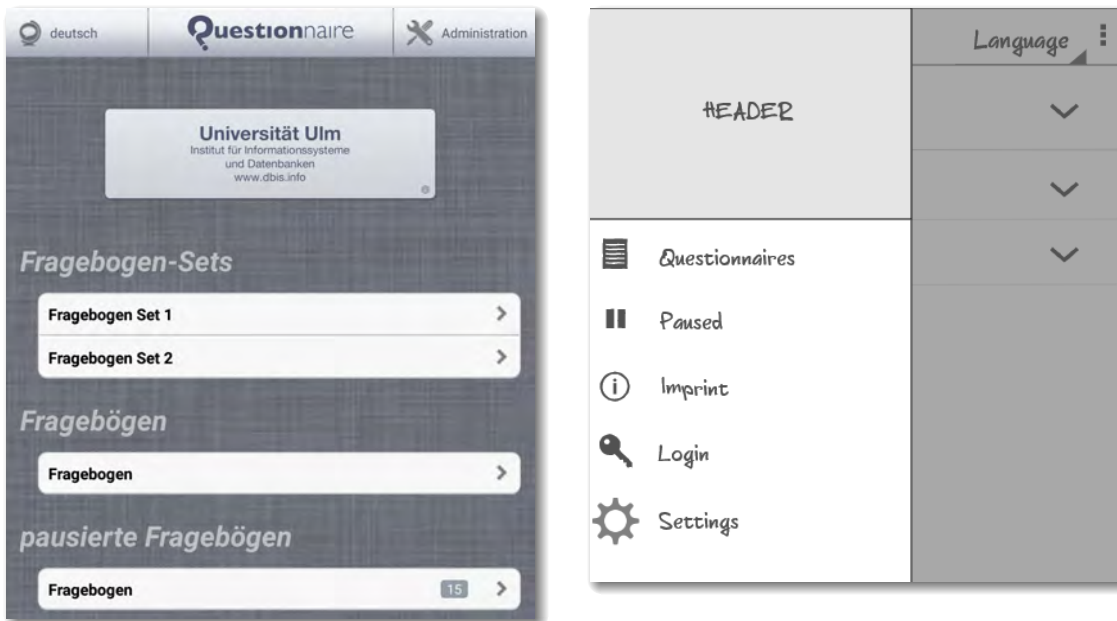 deutsch
Questionnaire
Administration
Universität Ulm
Institut für Informationssysteme
und Datenbanken
www.dbis.info
Fragebogen-Sets
Fragebogen Set 1
Fragebogen Set 2
Fragebögen
Fragebogen
pausierte Fragebögen
Fragebogen
15
HEADER
Language
Questionnaires
Paused
Imprint
Login
Settings